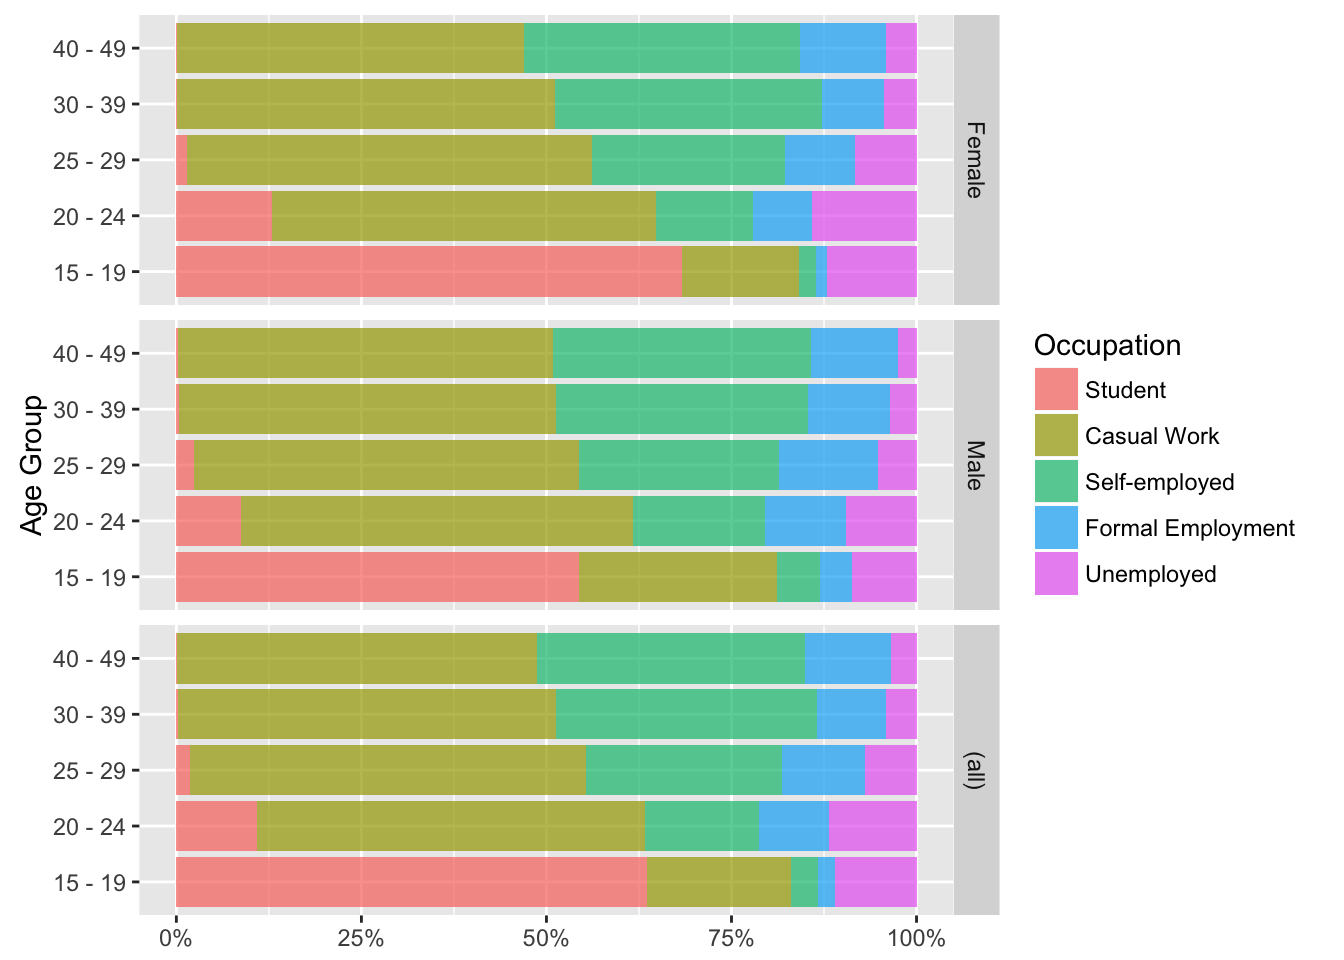 40 - 49
30 - 39
25 - 29
20 - 24
15 - 19
Female
40 - 49
30 - 39
25 - 29
20 - 24
15 - 19
Male
40 - 49
30 - 39
25 - 29
20 - 24
15 - 19
(all)
Age Group
0% 25% 50% 75% 100%
Occupation
Student
Casual Work
Self-employed
Formal Employment
Unemployed